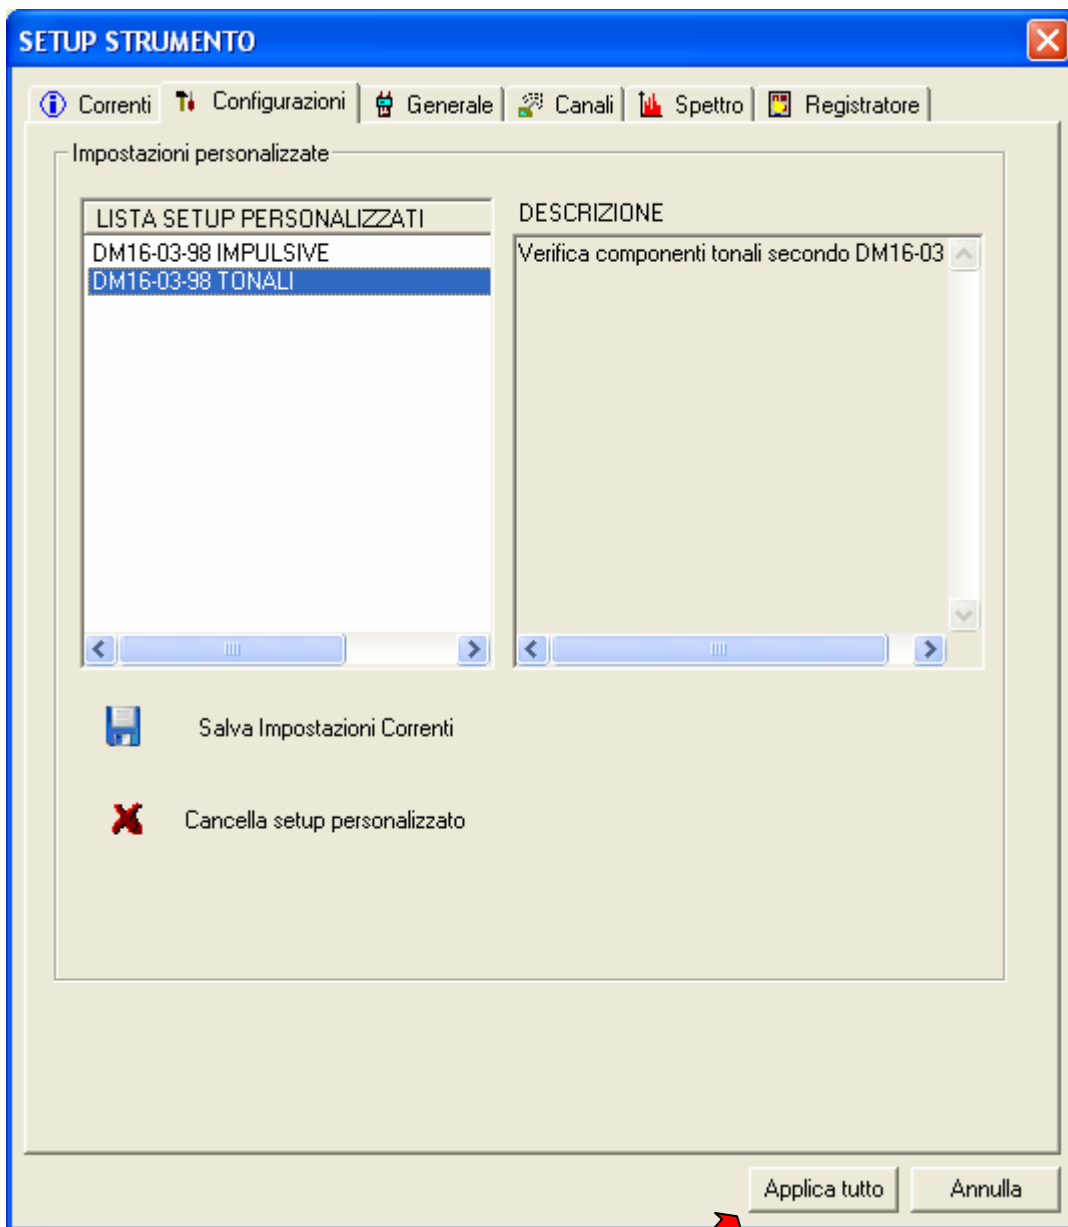 SETUP STRUMENTO
Correnti Configurazioni Generale Canali Spettro Registratore
Impostazioni personalizzate
LISTA SETUP PERSONALIZZATI
DM16-03-98 IMPULSIVE
DM16-03-98 TONALI
DESCRIZIONE
Verifica componenti tonali secondo DM16-03
Salva Impostazioni Correnti
Cancella setup personalizzato
Applica tutto Annulla